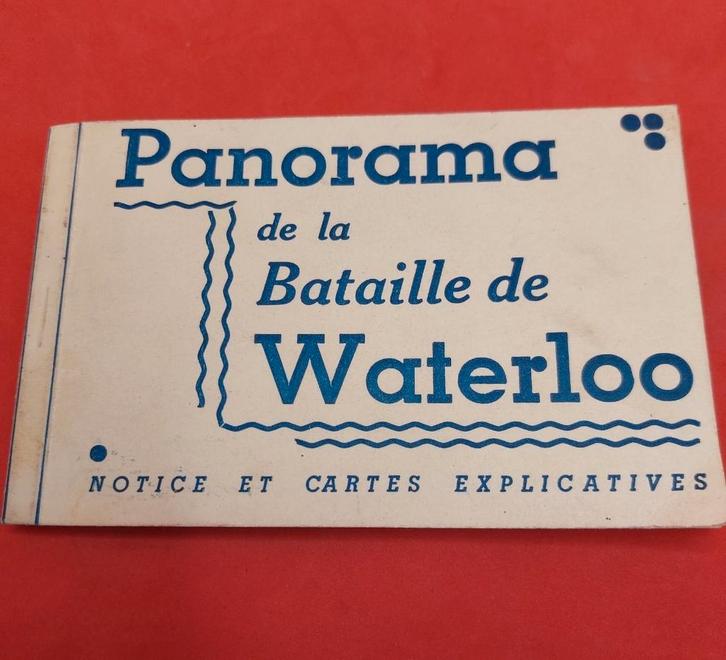 Panorama
de la
Bataille de
Waterloo
NOTICE ET CARTES EXPLICATIVES